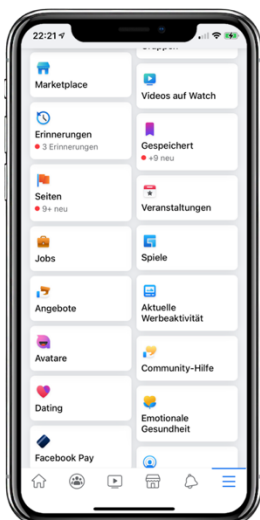 22:21
Gruppen
Marketplace
Videos auf Watch
Erinnerungen
3 Erinnerungen
Gespeichert
+9 neu
Seiten
9+ neu
Veranstaltungen
Jobs
Spiele
Angebote
Aktuelle
Werbeaktivität
Avatare
Community-Hilfe
Dating
Emotionale
Gesundheit
Facebook Pay